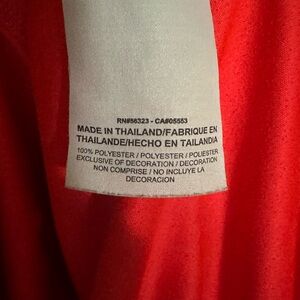 RN#56323 - CA#05553
MADE IN THAILAND/FABRIQUE EN
THAILANDE/HECHO EN TAILANDIA
100% POLYESTER / POLYESTER / POLIESTER
EXCLUSIVE OF DECORATION / DECORATION
NON COMPRISE / NO INCLUYE LA
DECORACION